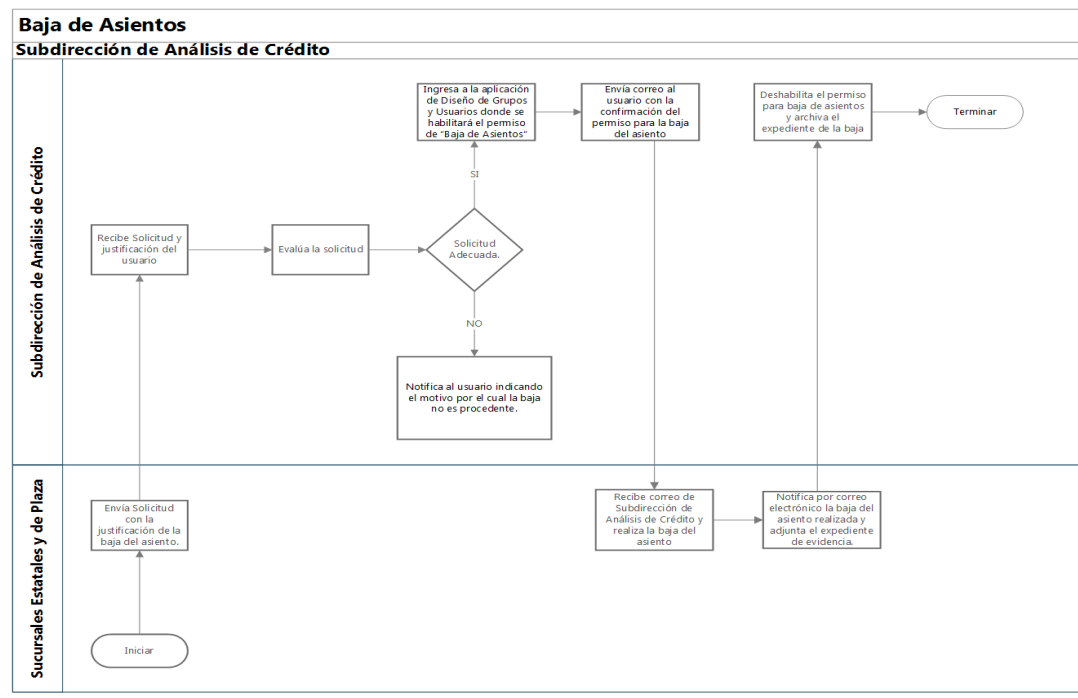 Baja de Asientos
Subdirección de Análisis de Crédito
Subdirección de Análisis de Crédito
Ingresa a la aplicación
de Diseño de Grupos
y Usuarios donde se
habilitará el permiso
de "Baja de Asientos"
Envía correo al
usuario con la
confirmación del
permiso para la baja
del asiento
Deshabilita el permiso
para baja de asientos
y archiva el
expediente de la baja
Terminar
SI
Recibe Solicitud y
justificación del
usuario
Evalúa la solicitud
Solicitud
Adecuada.
NO
Notifica al usuario indicando
el motivo por el cual la baja
no es procedente.
Sucursales Estatales y de Plaza
Envía Solicitud
con la
justificación de la
baja del asiento.
Recibe correo de
Subdirección de
Análisis de Crédito y
realiza la baja del
asiento
Notifica por correo
electrónico la baja del
asiento realizada y
adjunta el expediente
de evidencia.
Iniciar